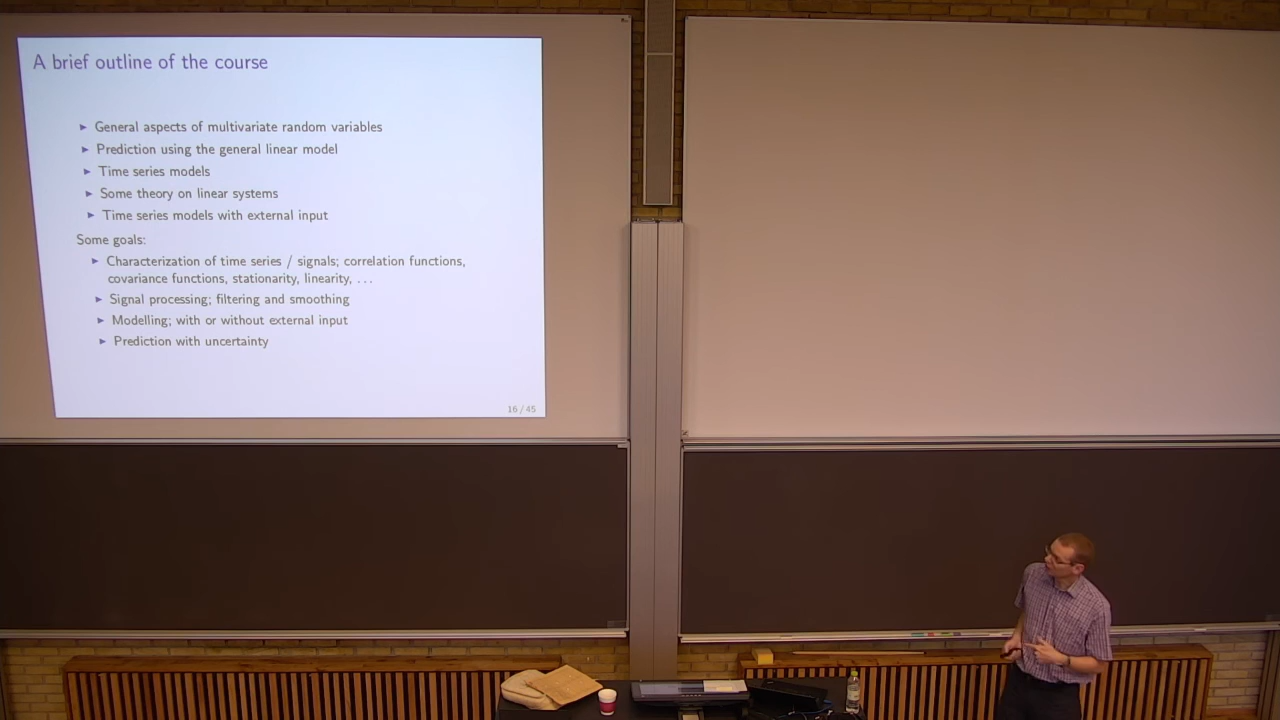 A brief outline of the course
► General aspects of multivariate random variables
► Prediction using the general linear model
► Time series models
► Some theory on linear systems
► Time series models with external input
Some goals:
► Characterization of time series / signals; correlation functions,
covariance functions, stationarity, linearity, ...
► Signal processing; filtering and smoothing
► Modelling; with or without external input
► Prediction with uncertainty
16 / 45